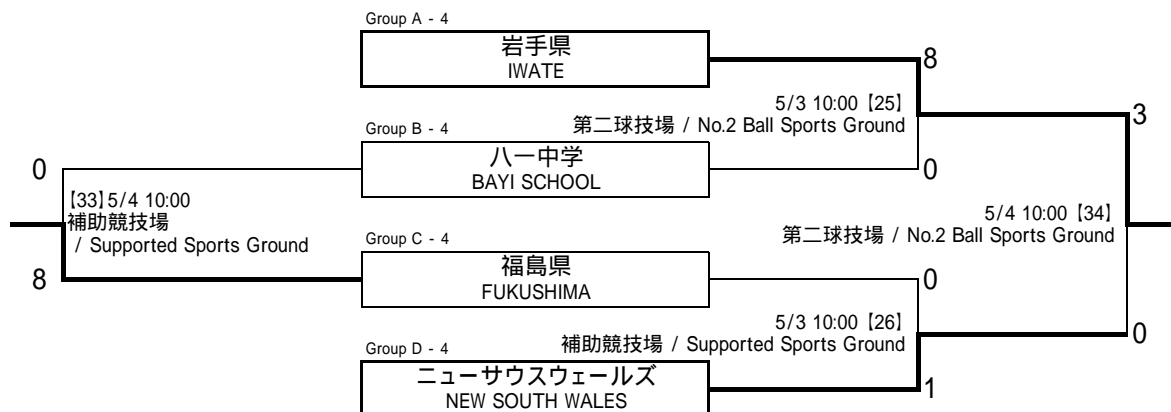 Group A - 4
岩手県
IWATE
8
5/3 10:00【25】
第二球技場 / No.2 Ball Sports Ground
3
Group B - 4
八一中学
BAYI SCHOOL
0
0
【33】5/4 10:00
補助競技場
/ Supported Sports Ground
5/4 10:00【34】
第二球技場 / No.2 Ball Sports Ground
Group C - 4
福島県
FUKUSHIMA
8
0
5/3 10:00【26】
補助競技場 / Supported Sports Ground
0
Group D - 4
ニューサウスウェールズ
NEW SOUTH WALES
1